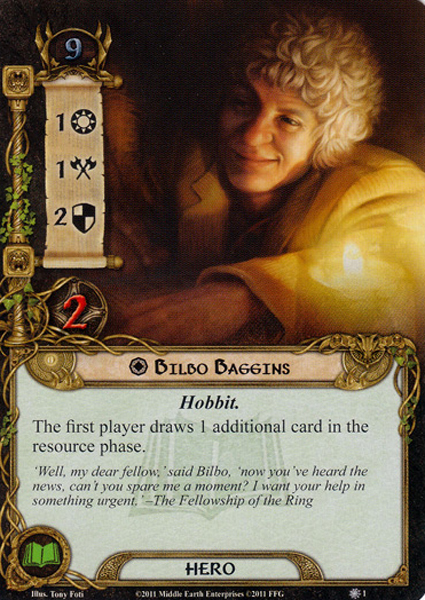 9
1
1
2
2
Bilbo Baggins
Hobbit.
The first player draws 1 additional card in the
resource phase.
‘Well, my dear fellow,’ said Bilbo, ‘now you’ve heard the
news, can’t you spare me a moment? I want your help in
something urgent.’ –The Fellowship of the Ring
HERO
Illus. Tony Foti ©2011 Middle Earth Enterprises ©2011 FFG 1